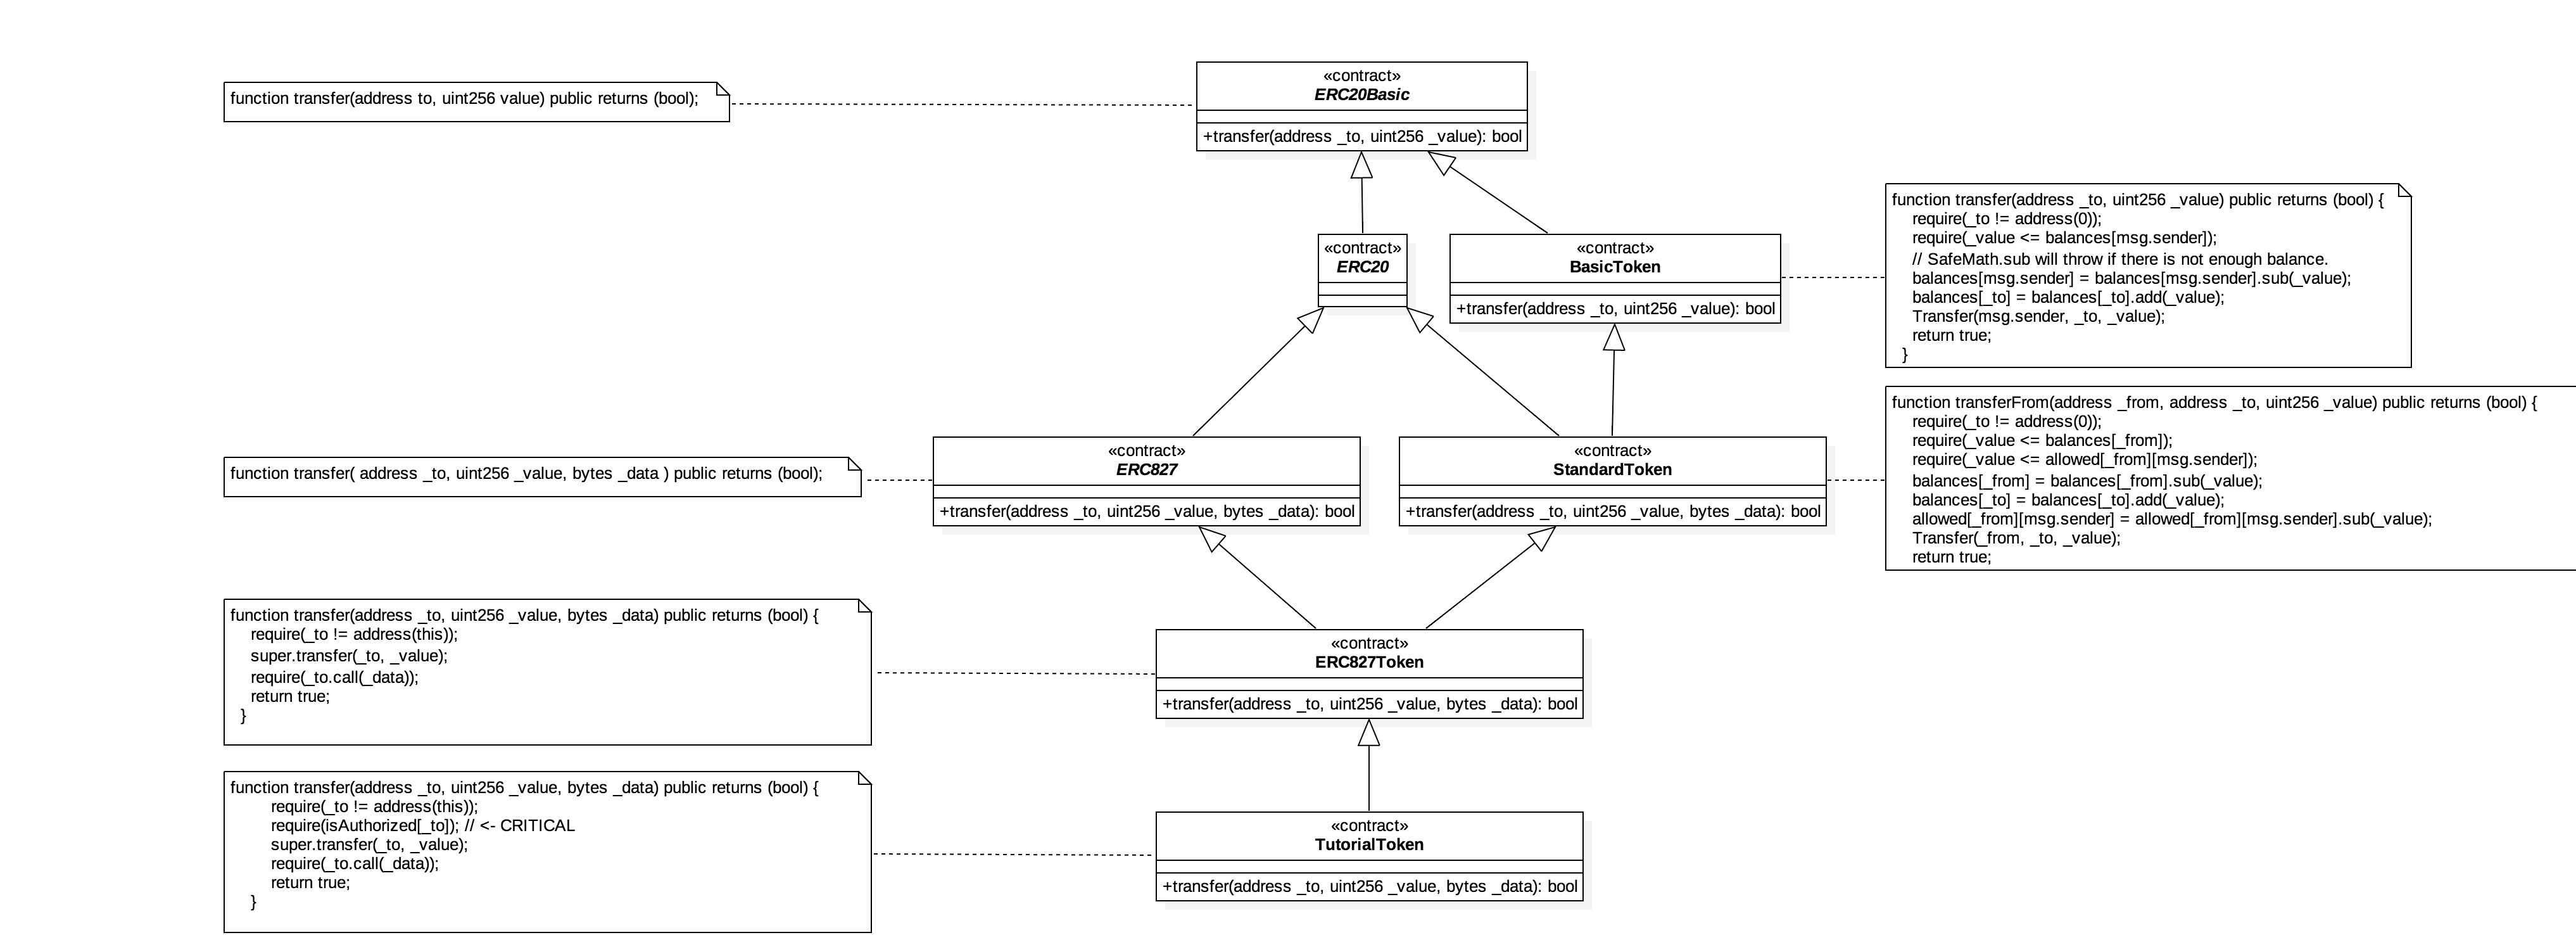 function transfer(address to, uint256 value) public returns (bool);
«contract»
ERC20Basic
+transfer(address _to, uint256 _value): bool
«contract»
ERC20
«contract»
BasicToken
+transfer(address _to, uint256 _value): bool
function transfer(address _to, uint256 _value) public returns (bool) {
require(_to != address(0));
require(_value <= balances[msg.sender]);
// SafeMath.sub will throw if there is not enough balance.
balances[msg.sender] = balances[msg.sender].sub(_value);
balances[_to] = balances[_to].add(_value);
Transfer(msg.sender, _to, _value);
return true;
}
function transfer( address _to, uint256 _value, bytes _data ) public returns (bool);
«contract»
ERC827
+transfer(address _to, uint256 _value, bytes _data): bool
«contract»
StandardToken
+transfer(address _to, uint256 _value, bytes _data): bool
function transferFrom(address _from, address _to, uint256 _value) public returns (bool) {
require(_to != address(0));
require(_value <= balances[_from]);
require(_value <= allowed[_from][msg.sender]);
balances[_from] = balances[_from].sub(_value);
balances[_to] = balances[_to].add(_value);
allowed[_from][msg.sender] = allowed[_from][msg.sender].sub(_value);
Transfer(_from, _to, _value);
return true;
function transfer(address _to, uint256 _value, bytes _data) public returns (bool) {
require(_to != address(this));
super.transfer(_to, _value);
require(_to.call(_data));
return true;
}
«contract»
ERC827Token
+transfer(address _to, uint256 _value, bytes _data): bool
function transfer(address _to, uint256 _value, bytes _data) public returns (bool) {
require(_to != address(this));
require(isAuthorized[_to]); // <- CRITICAL
super.transfer(_to, _value);
require(_to.call(_data));
return true;
}
«contract»
TutorialToken
+transfer(address _to, uint256 _value, bytes _data): bool